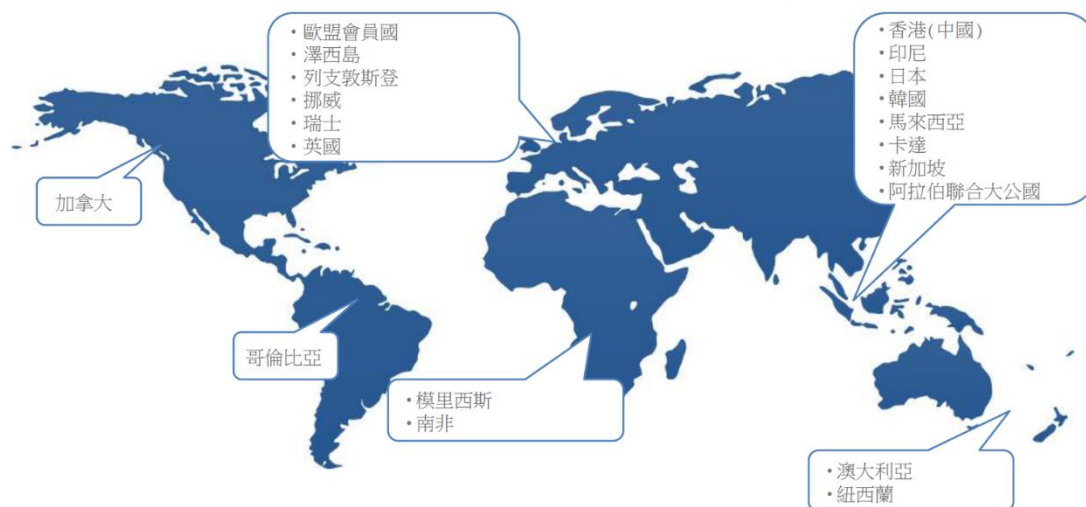 • 歐盟會員國
• 澤西島
• 列支敦斯登
• 挪威
• 瑞士
• 英國
• 香港(中國)
• 印尼
• 日本
• 韓國
• 馬來西亞
• 卡達
• 新加坡
• 阿拉伯聯合大公國
加拿大
哥倫比亞
• 模里西斯
• 南非
• 澳大利亞
• 紐西蘭